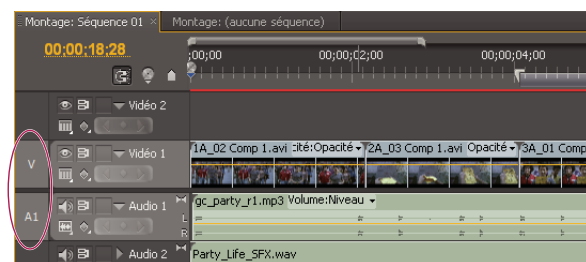 Montage: Séquence 01 × Montage: (aucune séquence)
00;00;18;28 ;00;00 00;00;02;00 00;00;04;00
Vidéo 2
V Vidéo 1 1A_02 Comp 1.avi :ité:Opacité 2A_03 Comp 1.avi Opacité 3A_01 Comp
A1 Audio 1 gc_party_r1.mp3 Volume:Niveau
L
R
Audio 2 Party_Life_SFX.wav